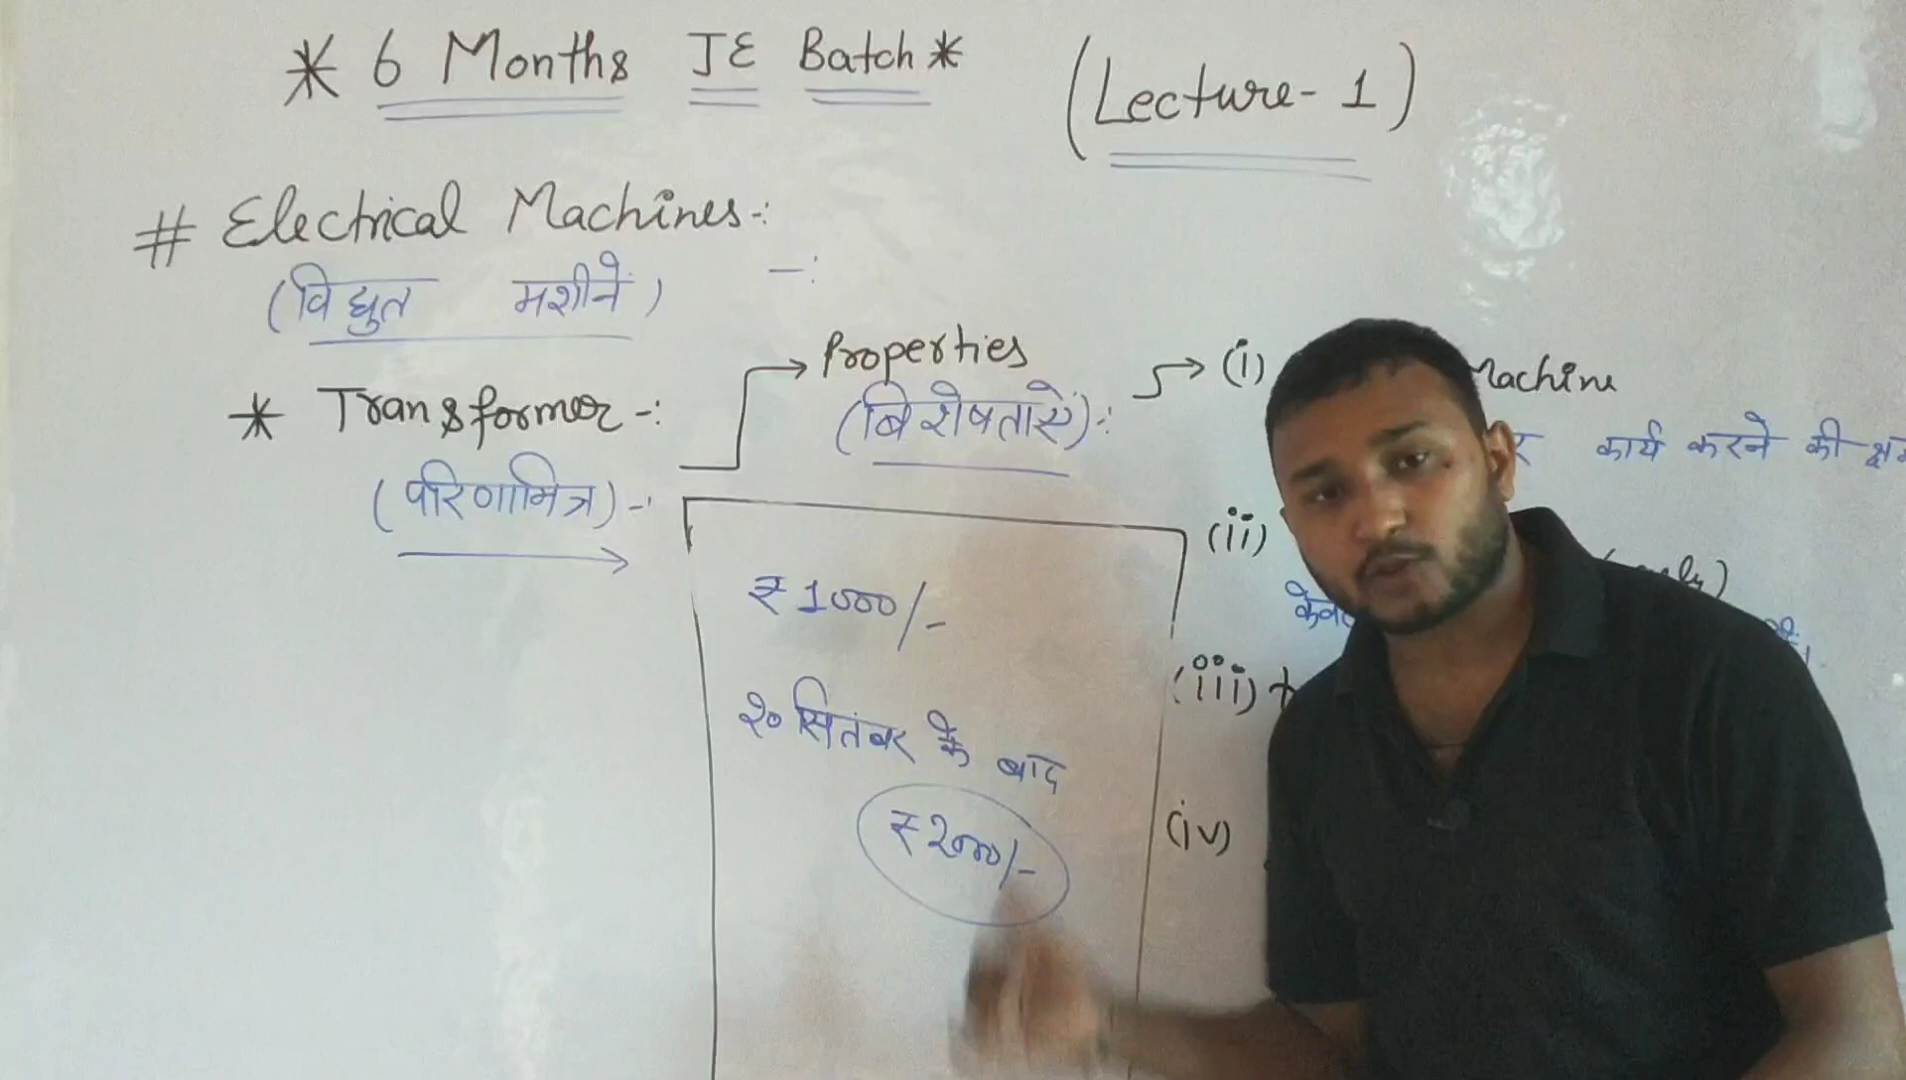 * 6 Months JE Batch *
(Lecture-1)
# Electrical Machines-:
(विद्युत मशीनें) -:
* Transformer-:
(परिणामित्र)-:
Properties
(विशेषतायें)-:
(i) Machine
कार्य करने की
(ii)
(iii)
(iv)
₹1000/-
२० सितंबर के बाद
₹2000/-